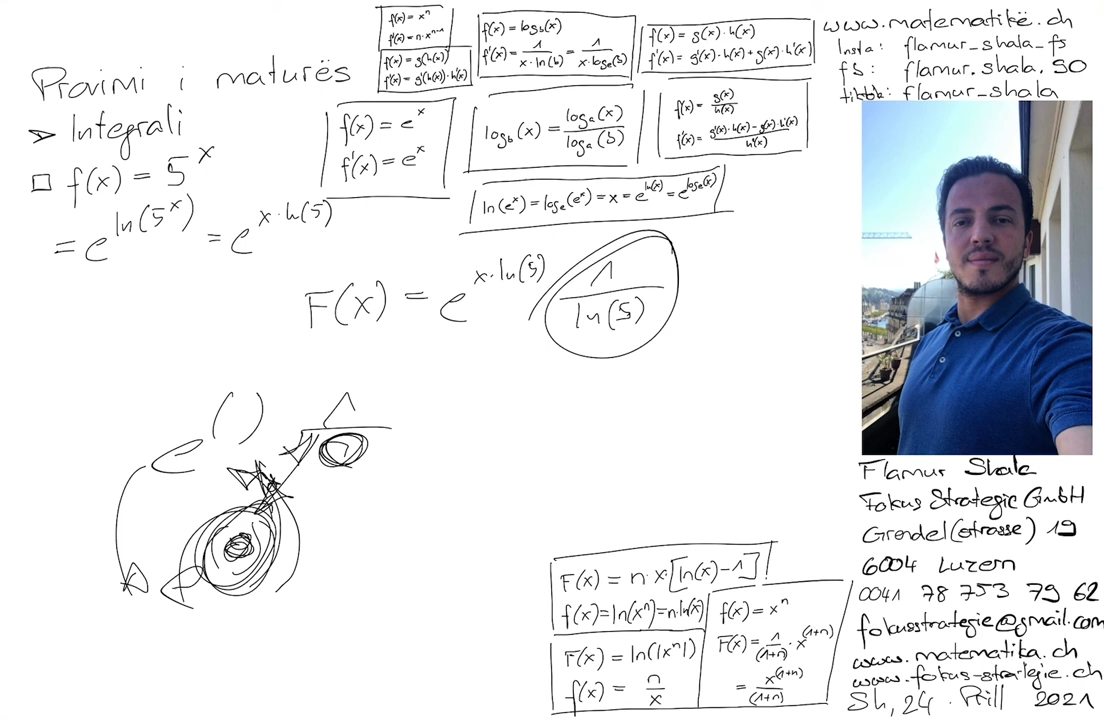 Provimi i maturës
➢ Integrali
□ f(x) = 5^x
= e^ln(5^x) = e^x·ln(5)
F(x) = e^x·ln(5) 1/ln(5)
f(x) = x^n
f'(x) = n·x^n-1
f(x) = g(h(x))
f'(x) = g'(h(x))·h'(x)
f(x) = log_b(x)
f'(x) = 1/(x·ln(b)) = 1/(x·log_e(b))
f(x) = g(x)·h(x)
f'(x) = g'(x)·h(x)+g(x)·h'(x)
f(x) = e^x
f'(x) = e^x
log_b(x) = log_a(x)/log_a(b)
f(x) = g(x)/h(x)
f'(x) = (g'(x)·h(x)-g(x)·h'(x))/h²(x)
ln(e^x) = log_e(e^x) = x = e^ln(x) = e^log_e(x)
e^( )
1
F(x) = n·x·[ln(x)-1]
f(x)=ln(x^n)=n·ln(x)
F(x) = ln(|x^n|)
f(x) = n/x
f(x) = x^n
F(x) = 1/(1+n) · x^(1+n)
= x^(1+n)/(1+n)
www.matematikë.ch
Insta: flamur_shala_fs
fb: flamur.shala.90
tiktok: flamur_shala
Flamur Shala
Fokus Strategie GmbH
Grendel(strasse) 19
6004 Luzern
0041 78 753 79 62
fokusstrategie@gmail.com
www.matematika.ch
www.fokus-strategie.ch
Sh, 24. Prill 2021